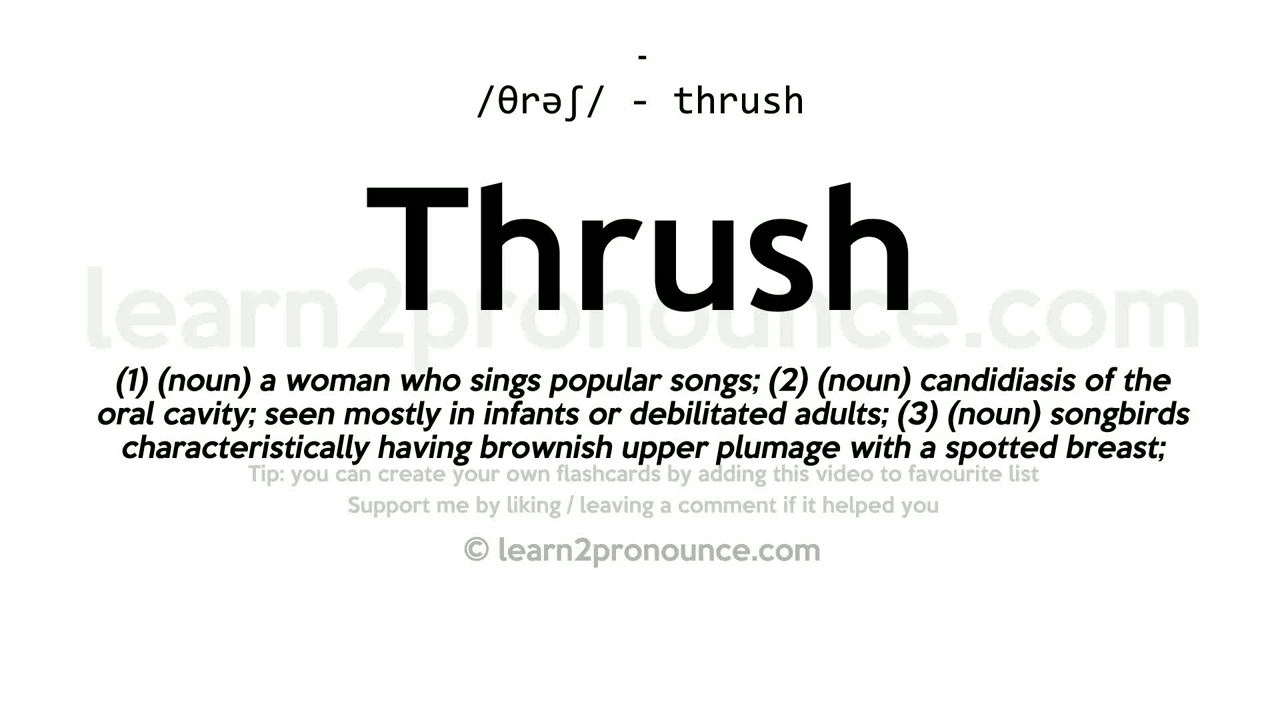 -
/θrəʃ/ - thrush
Thrush
learn2pronounce.com
(1) (noun) a woman who sings popular songs; (2) (noun) candidiasis of the
oral cavity; seen mostly in infants or debilitated adults; (3) (noun) songbirds
characteristically having brownish upper plumage with a spotted breast;
Tip: you can create your own flashcards by adding this video to favourite list
Support me by liking / leaving a comment if it helped you
© learn2pronounce.com